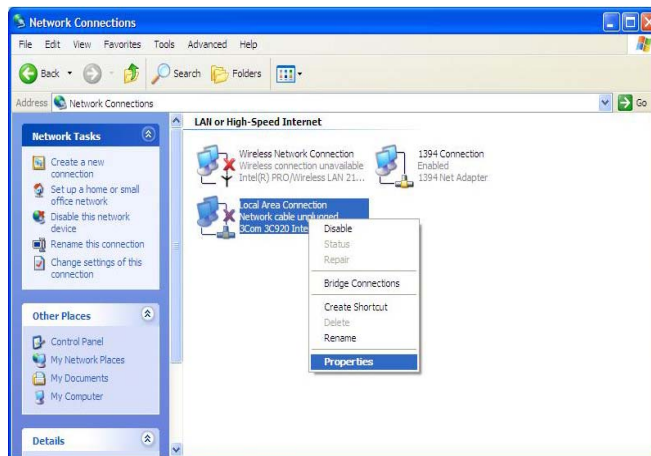 Network Connections
File Edit View Favorites Tools Advanced Help
Back Search Folders
Address Network Connections Go
Network Tasks
Create a new
connection
Set up a home or small
office network
Disable this network
device
Rename this connection
Change settings of this
connection
Other Places
Control Panel
My Network Places
My Documents
My Computer
Details
LAN or High-Speed Internet
Wireless Network Connection
Wireless connection unavailable
Intel(R) PRO/Wireless LAN 21...
1394 Connection
Enabled
1394 Net Adapter
Local Area Connection
Network cable unplugged
3Com 3C920 Inte
Disable
Status
Repair
Bridge Connections
Create Shortcut
Delete
Rename
Properties